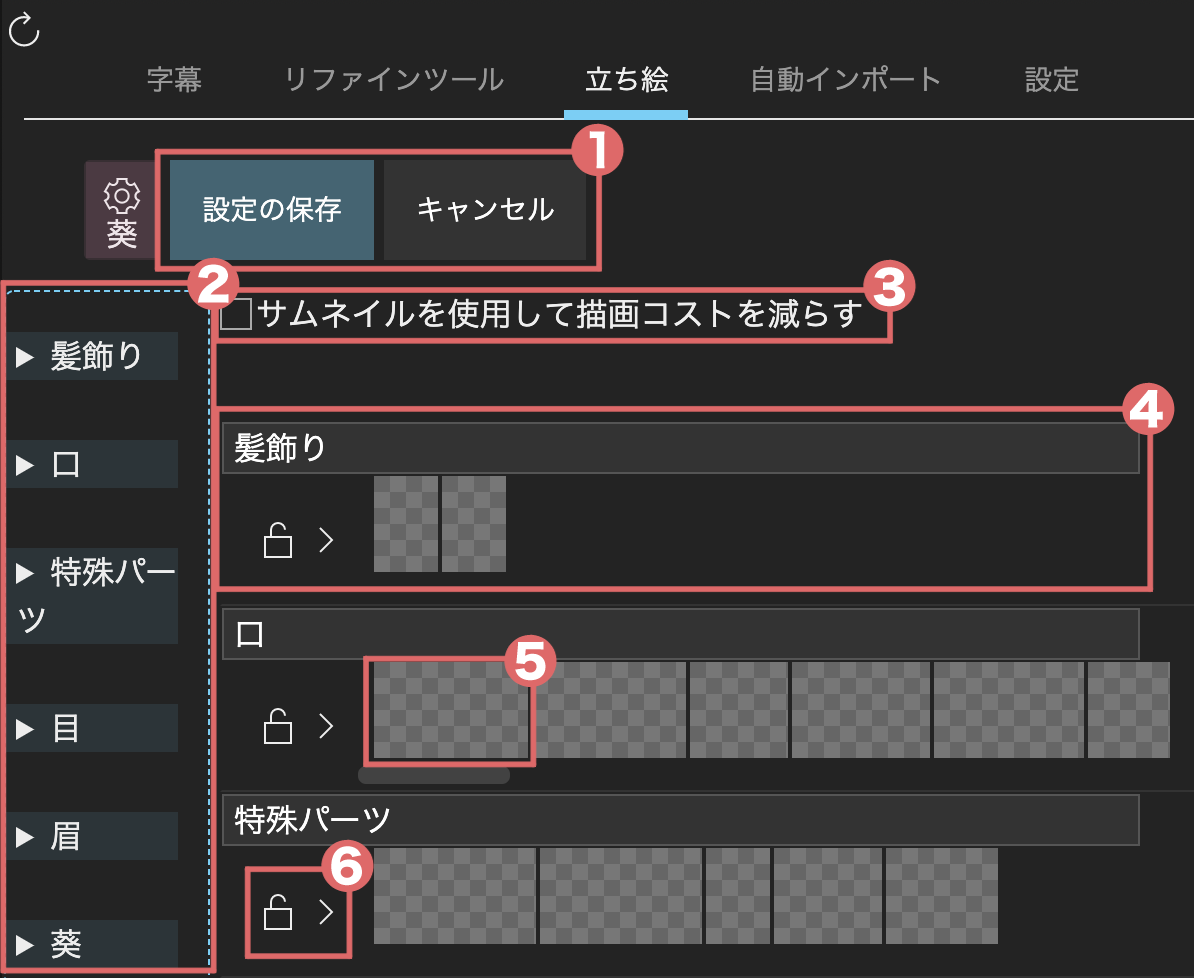 字幕
リファインツール
立ち絵
自動インポート
設定
1
葵
設定の保存
キャンセル
2
3
サムネイルを使用して描画コストを減らす
髪飾り
口
特殊パー
ツ
目
眉
葵
4
髪飾り
口
5
特殊パーツ
6